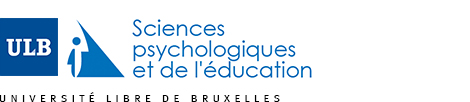 ULB
Sciences
psychologiques
et de l'éducation
UNIVERSITÉ LIBRE DE BRUXELLES